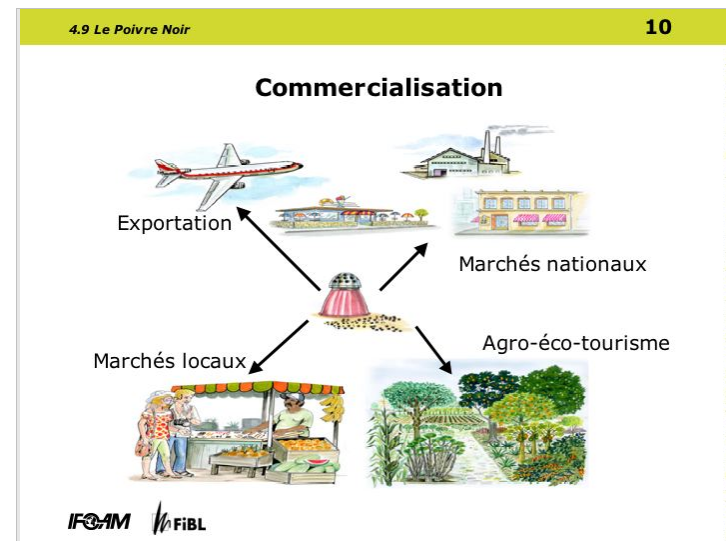 4.9 Le Poivre Noir
10
Commercialisation
Exportation
Marchés nationaux
Agro-éco-tourisme
Marchés locaux
IFOAM
FiBL